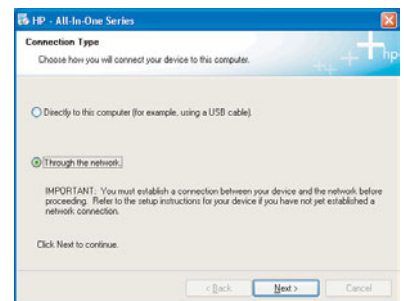 HP - All-In-One Series
Connection Type
Choose how you will connect your device to this computer.
hp
Directly to this computer (for example, using a USB cable).
Through the network.
IMPORTANT: You must establish a connection between your device and the network before
proceeding. Refer to the setup instructions for your device if you have not yet established a
network connection.
Click Next to continue.
< Back Next > Cancel